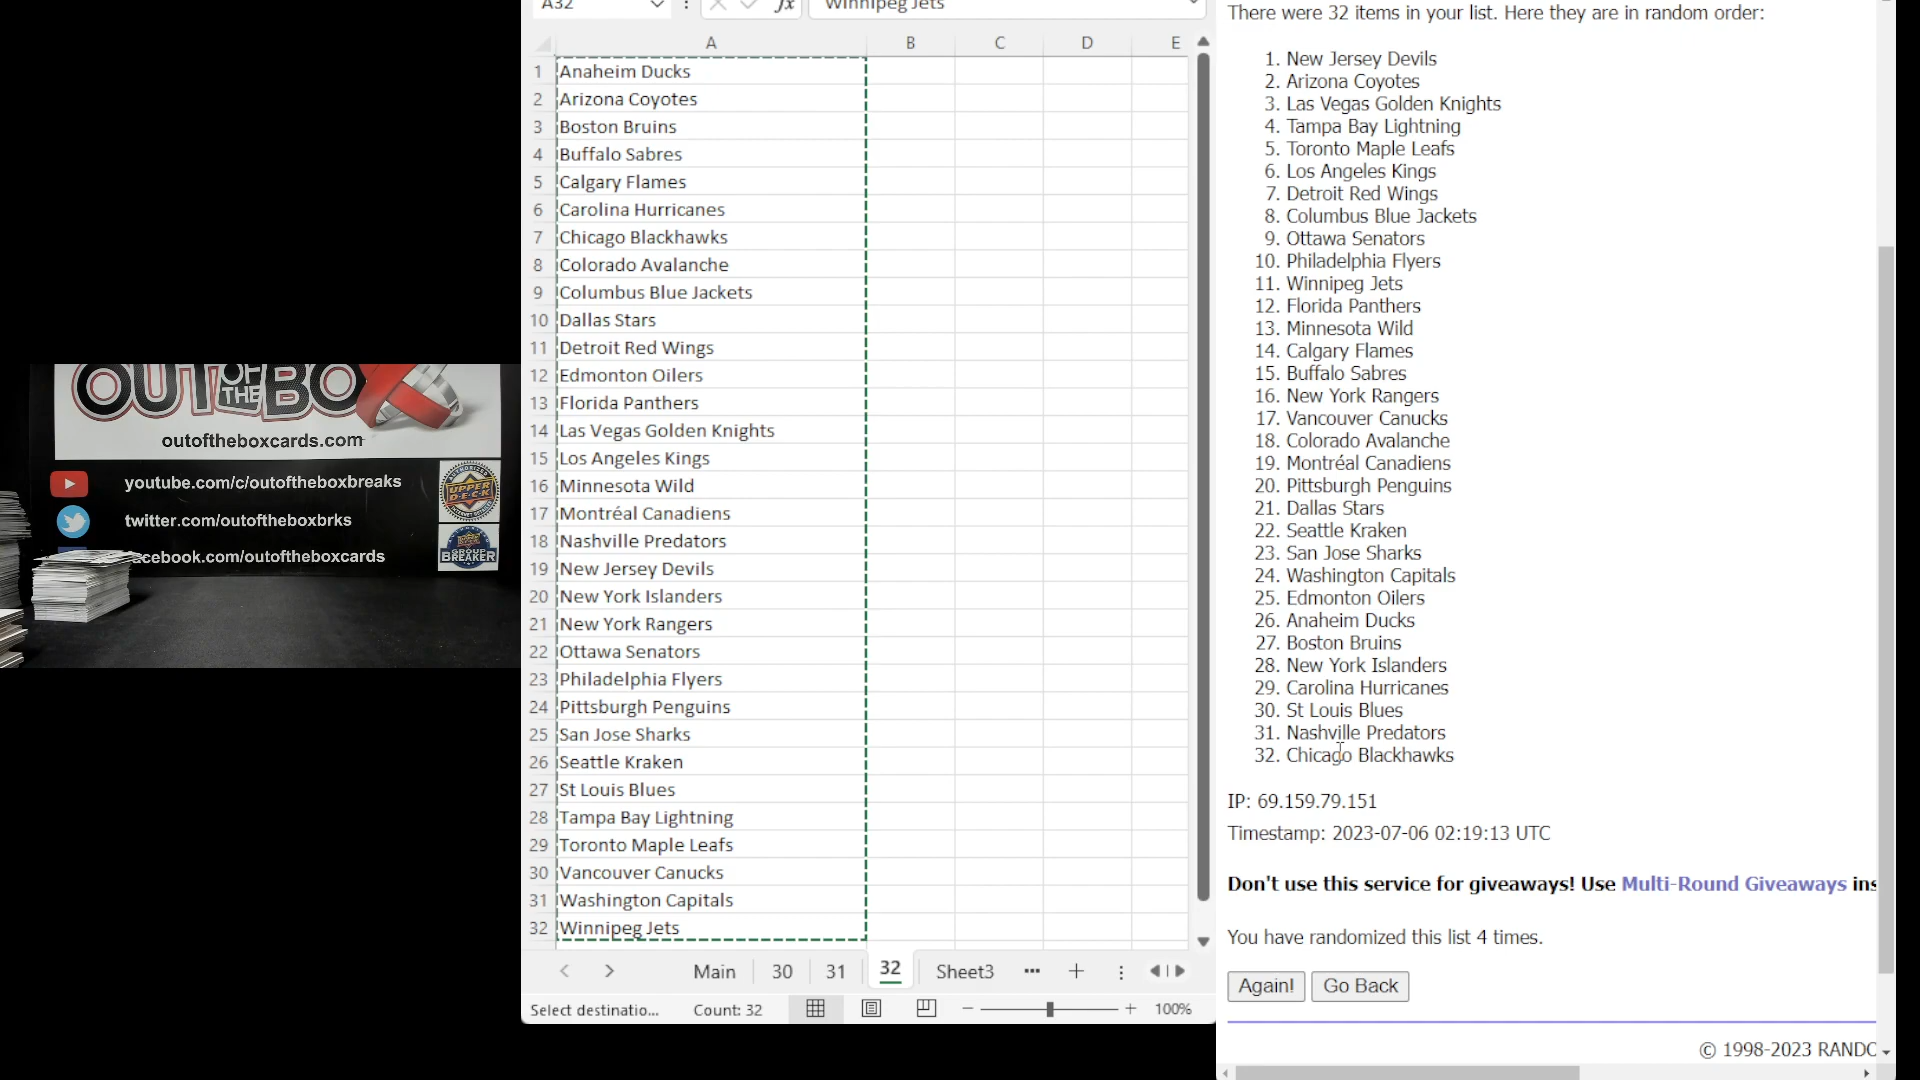 OUT OF THE BO
outoftheboxcards.com
youtube.com/c/outoftheboxbreaks
twitter.com/outoftheboxbrks
acebook.com/outoftheboxcards
AUTHORIZED
UPPER DECK
GROUP
BREAKER
A32
fx
Winnipeg Jets
A B C D E
1 Anaheim Ducks
2 Arizona Coyotes
3 Boston Bruins
4 Buffalo Sabres
5 Calgary Flames
6 Carolina Hurricanes
7 Chicago Blackhawks
8 Colorado Avalanche
9 Columbus Blue Jackets
10 Dallas Stars
11 Detroit Red Wings
12 Edmonton Oilers
13 Florida Panthers
14 Las Vegas Golden Knights
15 Los Angeles Kings
16 Minnesota Wild
17 Montréal Canadiens
18 Nashville Predators
19 New Jersey Devils
20 New York Islanders
21 New York Rangers
22 Ottawa Senators
23 Philadelphia Flyers
24 Pittsburgh Penguins
25 San Jose Sharks
26 Seattle Kraken
27 St Louis Blues
28 Tampa Bay Lightning
29 Toronto Maple Leafs
30 Vancouver Canucks
31 Washington Capitals
32 Winnipeg Jets
Main 30 31 32 Sheet3
Select destinatio... Count: 32 100%
There were 32 items in your list. Here they are in random order:
1. New Jersey Devils
2. Arizona Coyotes
3. Las Vegas Golden Knights
4. Tampa Bay Lightning
5. Toronto Maple Leafs
6. Los Angeles Kings
7. Detroit Red Wings
8. Columbus Blue Jackets
9. Ottawa Senators
10. Philadelphia Flyers
11. Winnipeg Jets
12. Florida Panthers
13. Minnesota Wild
14. Calgary Flames
15. Buffalo Sabres
16. New York Rangers
17. Vancouver Canucks
18. Colorado Avalanche
19. Montréal Canadiens
20. Pittsburgh Penguins
21. Dallas Stars
22. Seattle Kraken
23. San Jose Sharks
24. Washington Capitals
25. Edmonton Oilers
26. Anaheim Ducks
27. Boston Bruins
28. New York Islanders
29. Carolina Hurricanes
30. St Louis Blues
31. Nashville Predators
32. Chicago Blackhawks
IP: 69.159.79.151
Timestamp: 2023-07-06 02:19:13 UTC
Don't use this service for giveaways! Use Multi-Round Giveaways ins
You have randomized this list 4 times.
Again! Go Back
© 1998-2023 RANDO